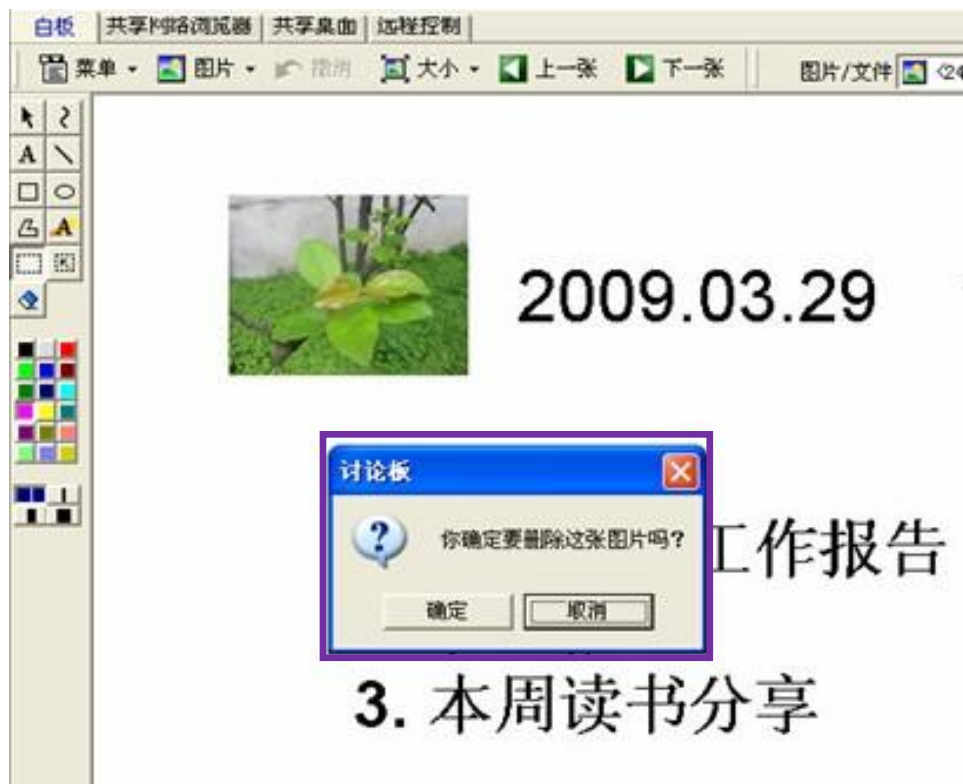 白板 共享网络浏览器 共享桌面 远程控制
菜单 图片 撤消 大小 上一张 下一张 图片/文件
2009.03.29
讨论板
你确定要删除这张图片吗?
工作报告
确定 取消
3. 本周读书分享